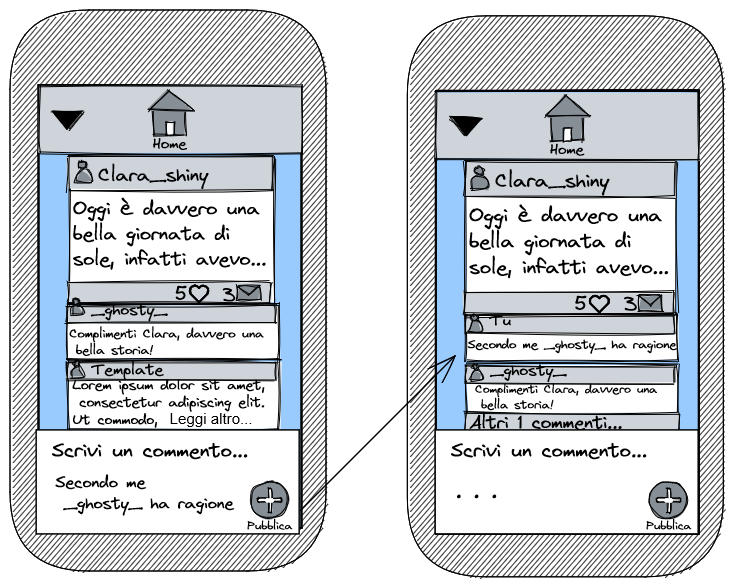 Home
Clara_shiny
Oggi è davvero una
bella giornata di
sole, infatti avevo...
5 3
_ghosty_
Complimenti Clara, davvero una
bella storia!
Template
Lorem ipsum dolor sit amet,
consectetur adipiscing elit.
Ut commodo, Leggi altro...
Scrivi un commento...
Secondo me
_ghosty_ ha ragione
Pubblica
Home
Clara_shiny
Oggi è davvero una
bella giornata di
sole, infatti avevo...
5 3
Tu
Secondo me _ghosty_ ha ragione
_ghosty_
Complimenti Clara, davvero una
bella storia!
Altri 1 commenti...
Scrivi un commento...
...
Pubblica